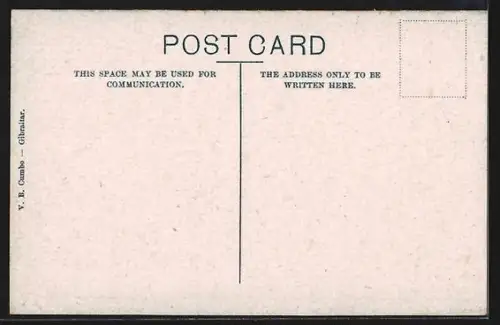 POST CARD
THIS SPACE MAY BE USED FOR
COMMUNICATION.
THE ADDRESS ONLY TO BE
WRITTEN HERE.
V. B. Cumbo — Gibraltar.